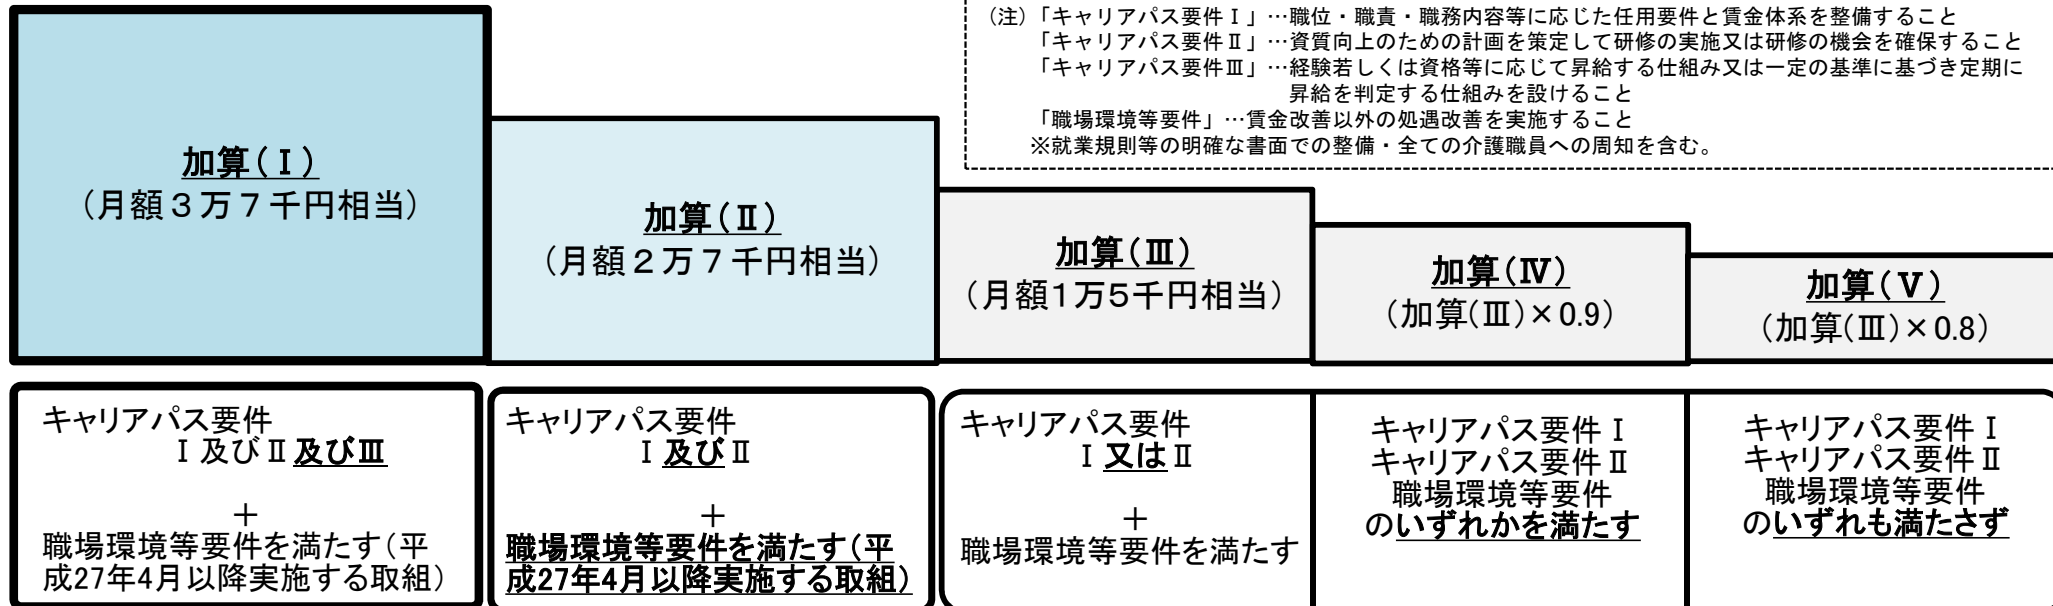 (注)「キャリアパス要件Ⅰ」…職位・職責・職務内容等に応じた任用要件と賃金体系を整備すること
「キャリアパス要件Ⅱ」…資質向上のための計画を策定して研修の実施又は研修の機会を確保すること
「キャリアパス要件Ⅲ」…経験若しくは資格等に応じて昇給する仕組み又は一定の基準に基づき定期に
昇給を判定する仕組みを設けること
「職場環境等要件」…賃金改善以外の処遇改善を実施すること
※就業規則等の明確な書面での整備・全ての介護職員への周知を含む。
加算(Ⅰ)
(月額３万７千円相当)
加算(Ⅱ)
(月額２万７千円相当)
加算(Ⅲ)
(月額1万5千円相当)
加算(Ⅳ)
(加算(Ⅲ)×0.9)
加算(Ⅴ)
(加算(Ⅲ)×0.8)
キャリアパス要件
Ⅰ及びⅡ及びⅢ
＋
職場環境等要件を満たす(平
成27年4月以降実施する取組)
キャリアパス要件
Ⅰ及びⅡ
＋
職場環境等要件を満たす(平
成27年4月以降実施する取組)
キャリアパス要件
Ⅰ又はⅡ
＋
職場環境等要件を満たす
キャリアパス要件Ⅰ
キャリアパス要件Ⅱ
職場環境等要件
のいずれかを満たす
キャリアパス要件Ⅰ
キャリアパス要件Ⅱ
職場環境等要件
のいずれも満たさず